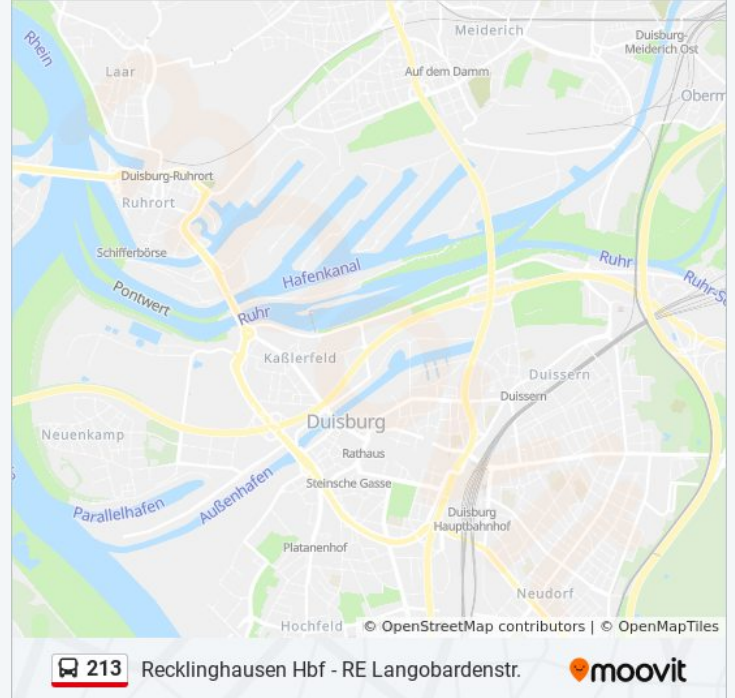 Meiderich
Rhein
Duisburg-
Meiderich Ost
Laar
Auf dem Damm
Oberm
Duisburg-Ruhrort
Ruhrort
Schifferbörse
Hafenkanal
Ruhr
Ruhr-S
Pontwert
Ruhr
Kaßlerfeld
Duissern
Duissern
Duisburg
Neuenkamp
Rathaus
Steinsche Gasse
Außenhafen
Parallelhafen
Duisburg
Hauptbahnhof
Platanenhof
Neudorf
Hochfeld
© OpenStreetMap contributors | © OpenMapTiles
213 Recklinghausen Hbf - RE Langobardenstr.
moovit